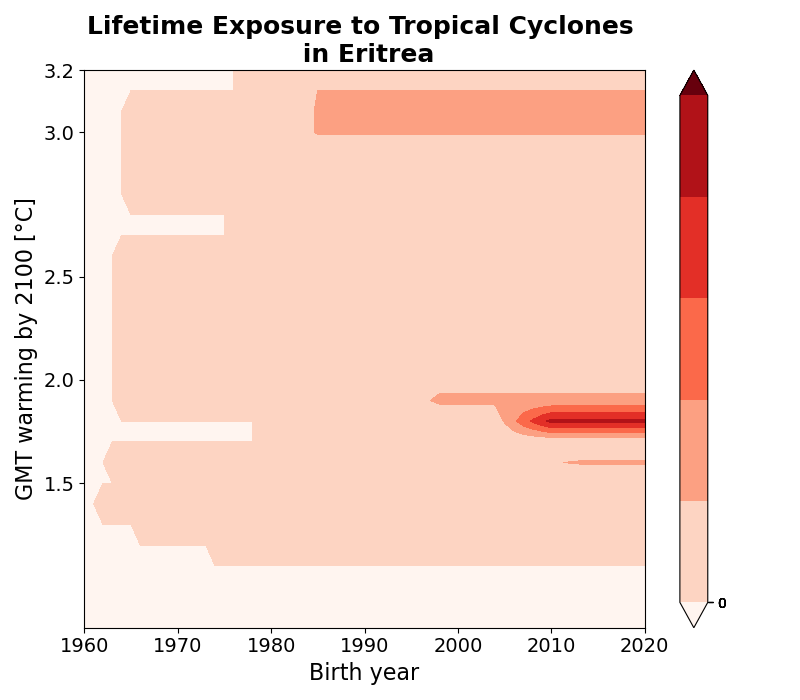 Lifetime Exposure to Tropical Cyclones
in Eritrea
3.2
3.0
2.5
2.0
1.5
GMT warming by 2100 [°C]
1960 1970 1980 1990 2000 2010 2020
Birth year
0